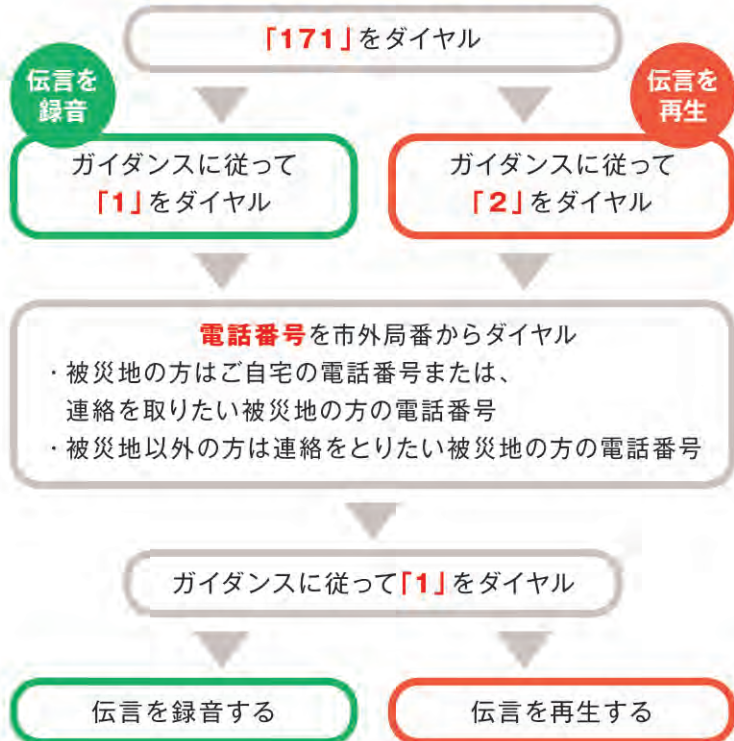 「171」をダイヤル
伝言を
録音
伝言を
再生
ガイダンスに従って
「1」をダイヤル
ガイダンスに従って
「2」をダイヤル
電話番号を市外局番からダイヤル
・被災地の方はご自宅の電話番号または、
連絡を取りたい被災地の方の電話番号
・被災地以外の方は連絡をとりたい被災地の方の電話番号
ガイダンスに従って「1」をダイヤル
伝言を録音する
伝言を再生する